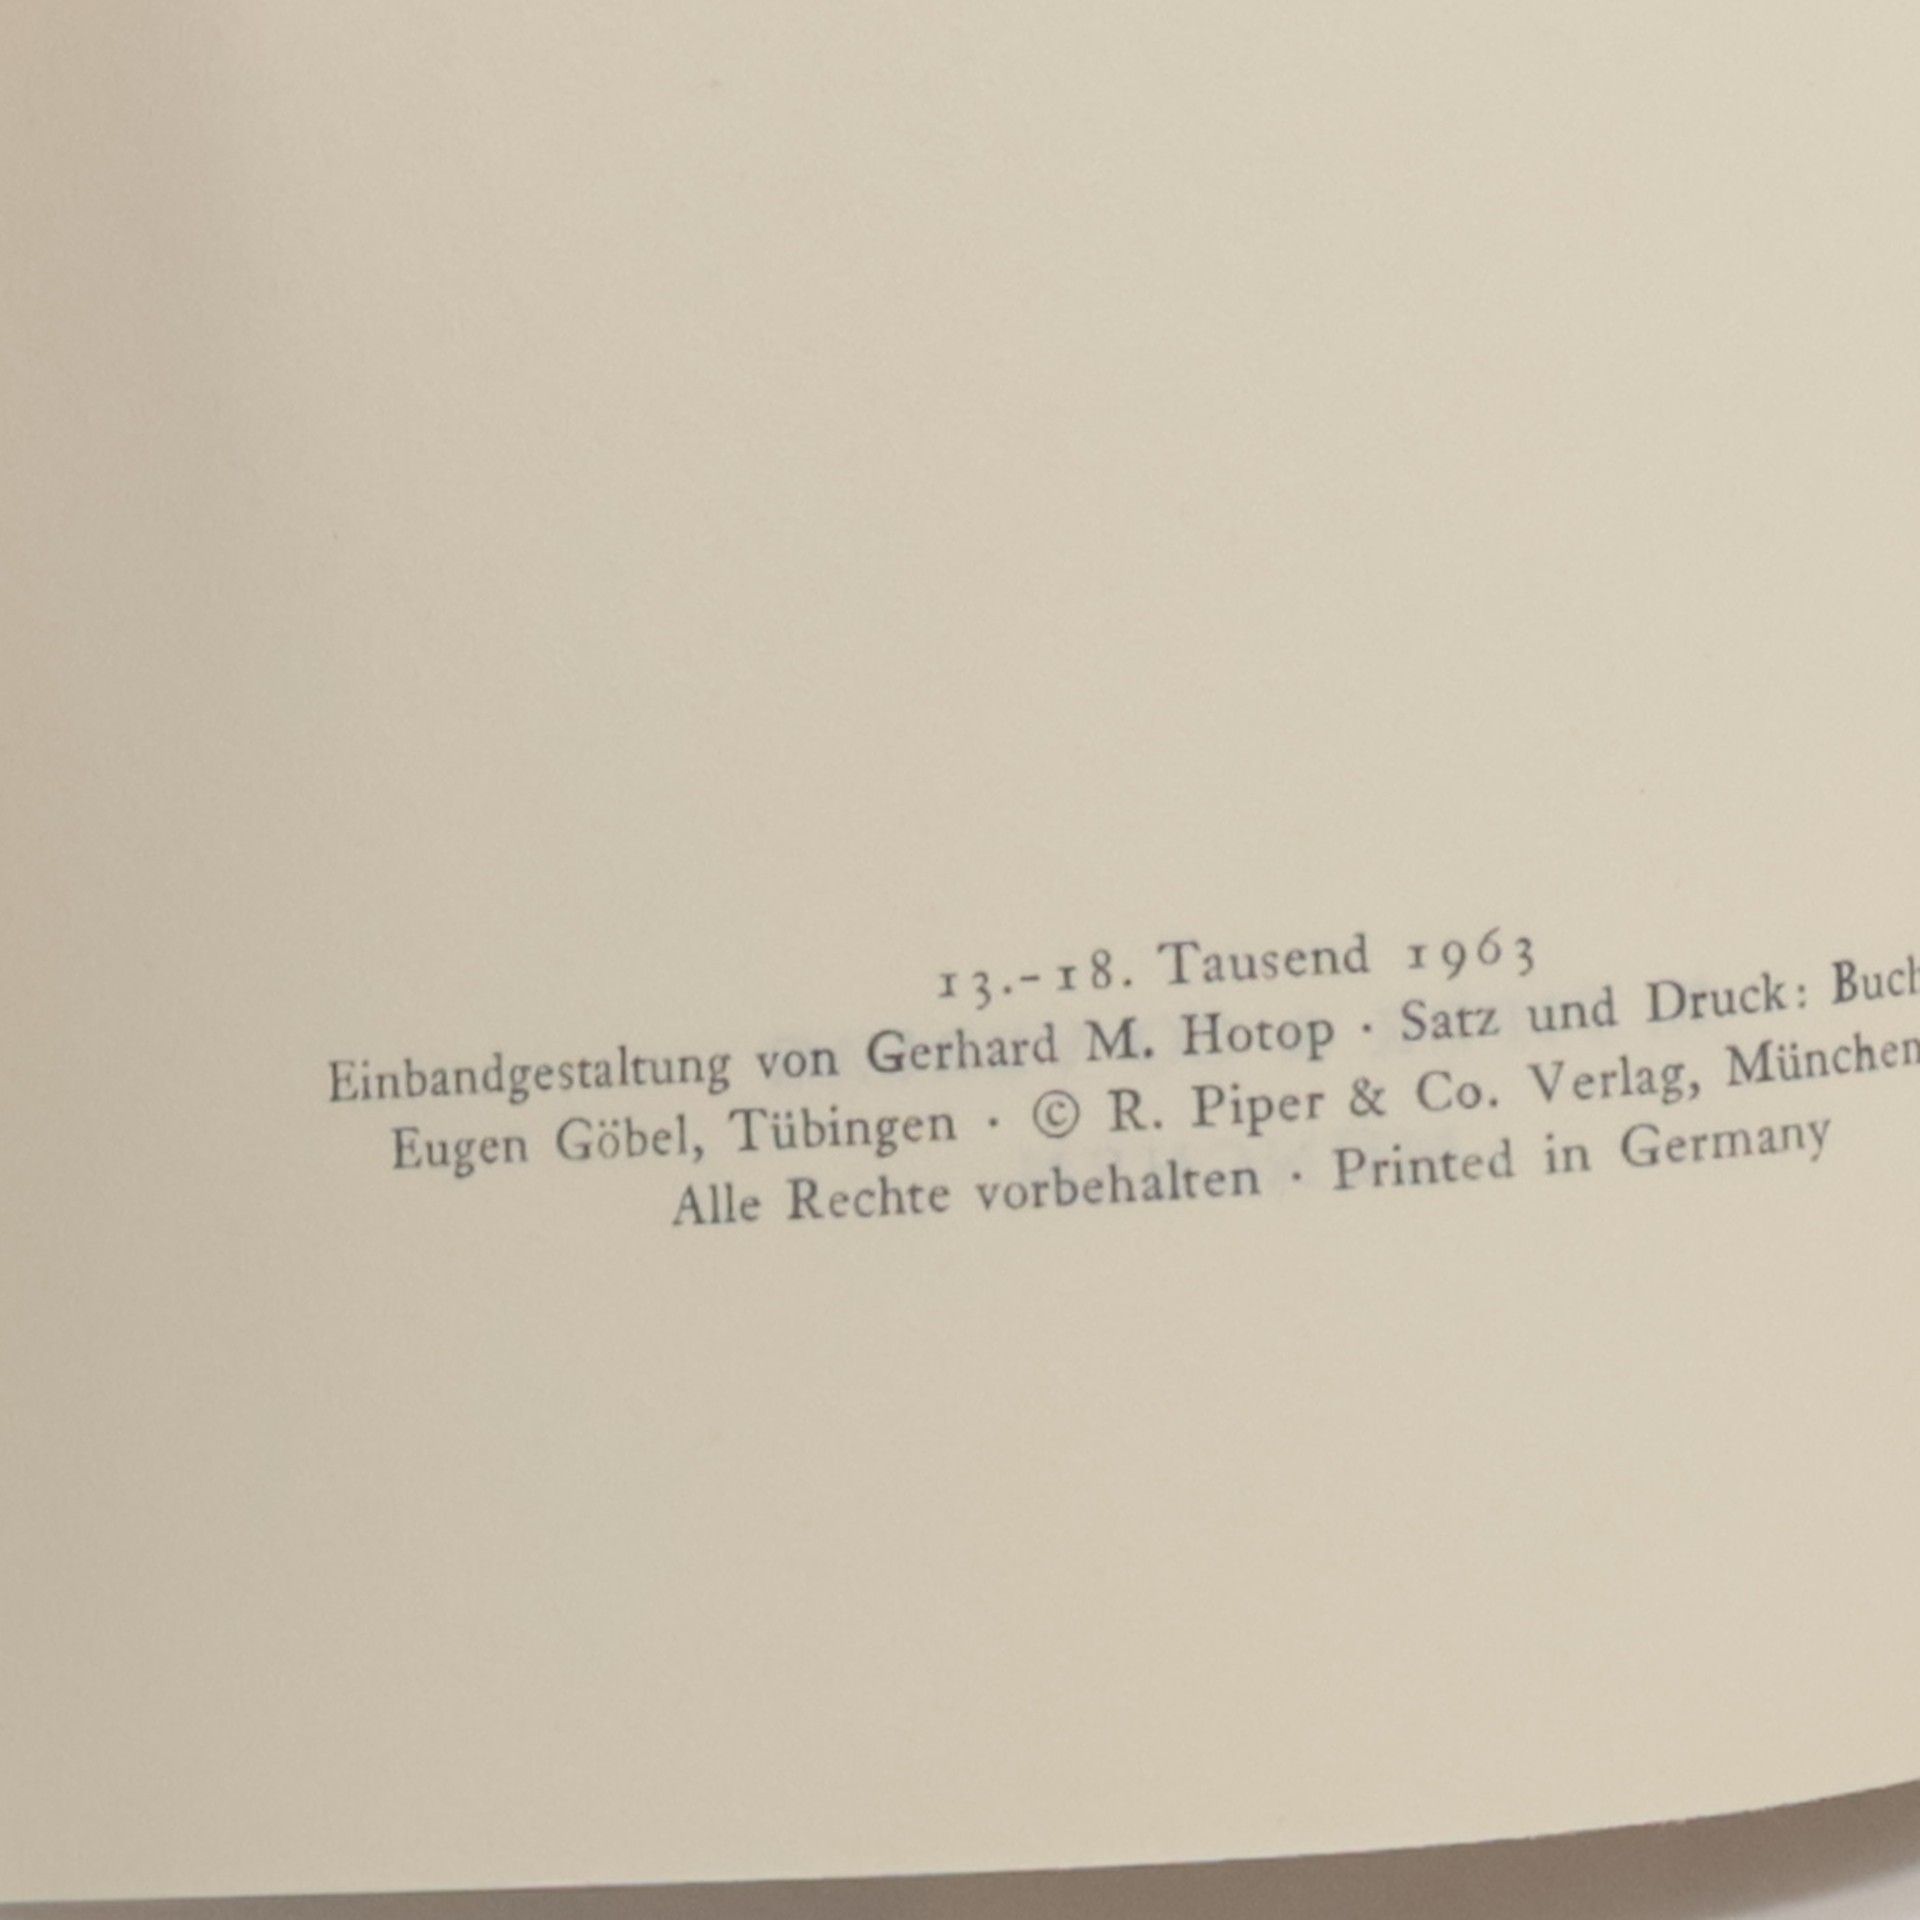 13.-18. Tausend 1963
Einbandgestaltung von Gerhard M. Hotop · Satz und Druck: Buch
Eugen Göbel, Tübingen · © R. Piper & Co. Verlag, München
Alle Rechte vorbehalten · Printed in Germany